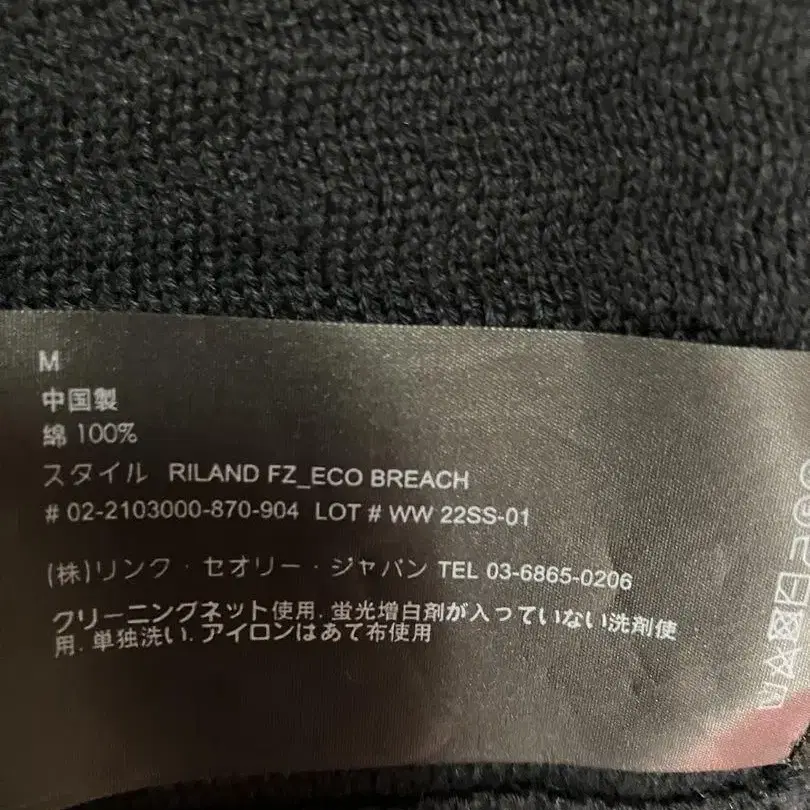 M
中国製
綿 100%
スタイル RILAND FZ_ECO BREACH
# 02-2103000-870-904 LOT # WW 22SS-01
(株)リンク・セオリー・ジャパン TEL 03-6865-0206
クリーニングネット使用. 蛍光増白剤が入っていない洗剤使
用. 単独洗い. アイロンはあて布使用